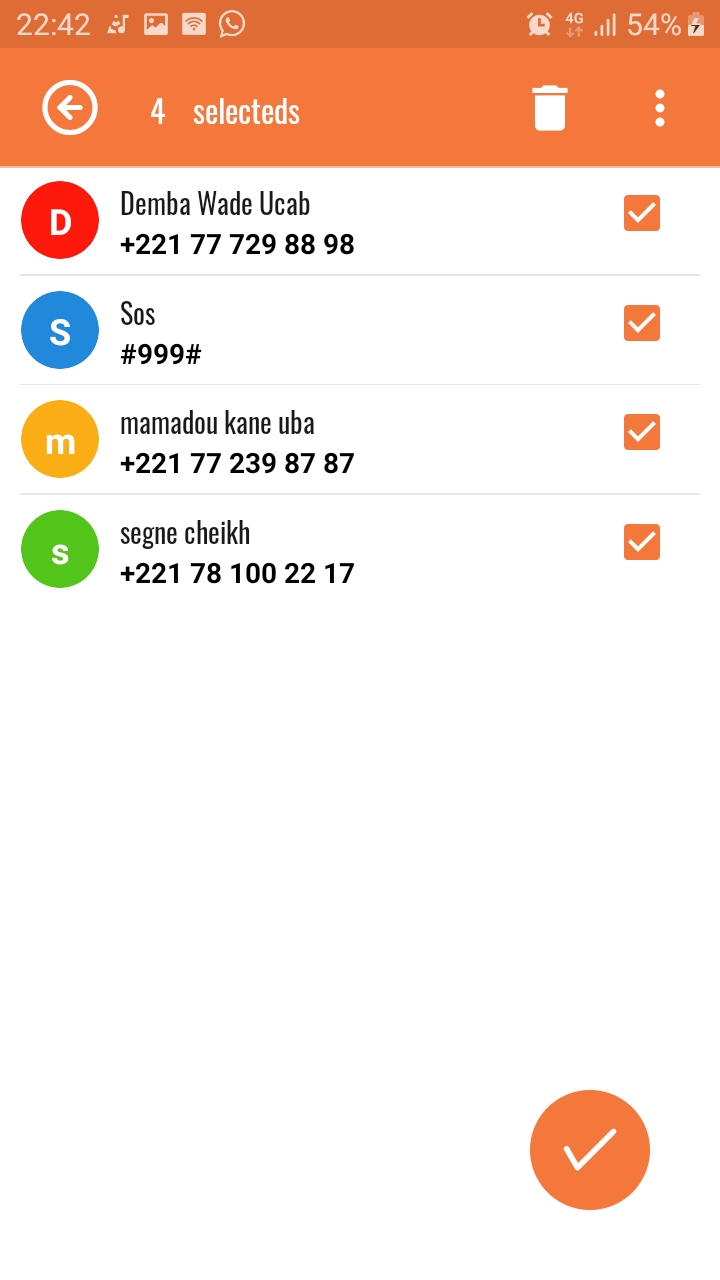 22:42 4G 54%
4 selecteds
D Demba Wade Ucab
+221 77 729 88 98
S Sos
#999#
m mamadou kane uba
+221 77 239 87 87
s segne cheikh
+221 78 100 22 17